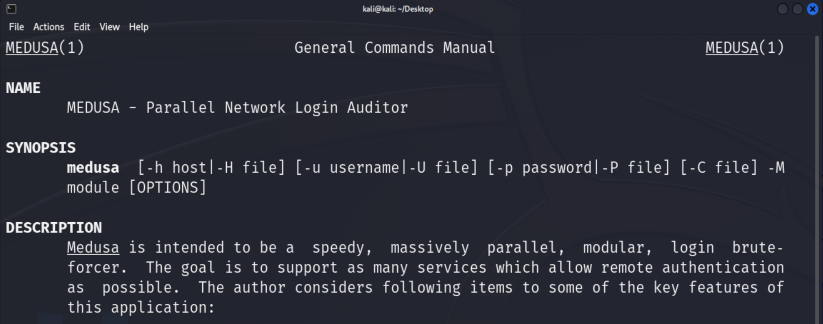 kali@kali: ~/Desktop
File Actions Edit View Help
MEDUSA(1) General Commands Manual MEDUSA(1)
NAME
MEDUSA - Parallel Network Login Auditor
SYNOPSIS
medusa [-h host|-H file] [-u username|-U file] [-p password|-P file] [-C file] -M
module [OPTIONS]
DESCRIPTION
Medusa is intended to be a speedy, massively parallel, modular, login brute-
forcer. The goal is to support as many services which allow remote authentication
as possible. The author considers following items to some of the key features of
this application: